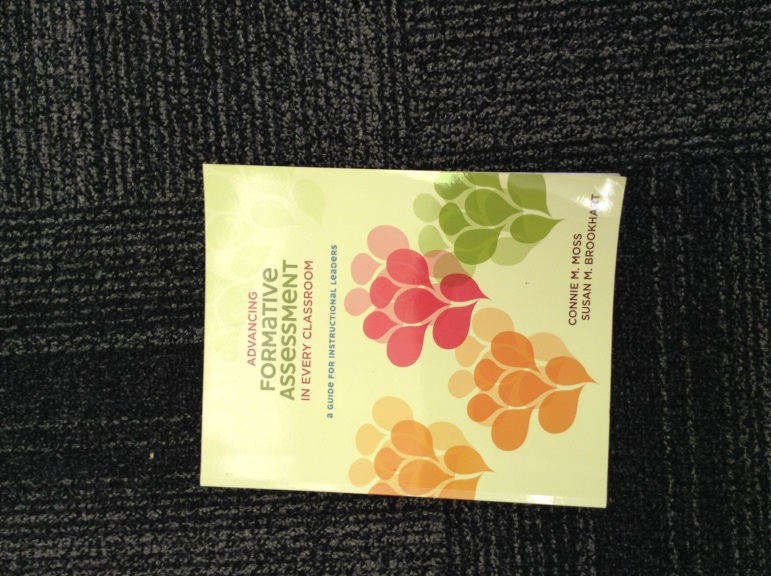 ADVANCING
FORMATIVE
ASSESSMENT
IN EVERY CLASSROOM
a GUIDE FOR INSTRUCTIONAL LEADERS
CONNIE M. MOSS
SUSAN M. BROOKHART